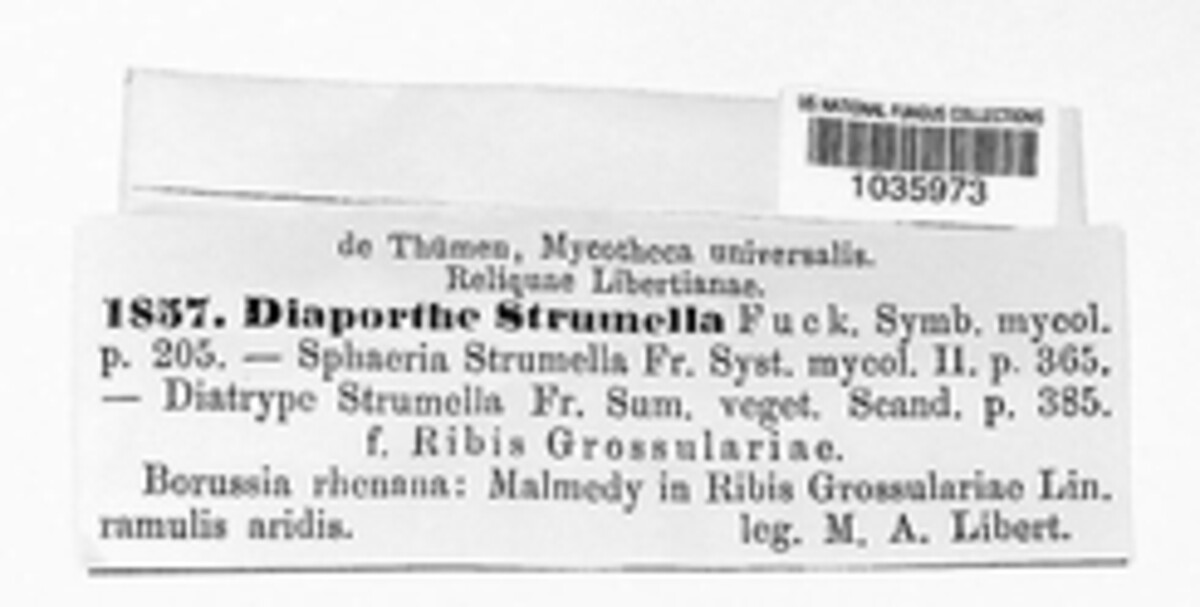 US NATIONAL FUNGUS COLLECTIONS
1035973
de Thümen, Mycotheca universalis.
Reliquae Libertianae.
1857. Diaporthe Strumella Fuck. Symb. mycol.
p. 205. — Sphaeria Strumella Fr. Syst. mycol. II. p. 365.
— Diatrype Strumella Fr. Sum. veget. Scand. p. 385.
f. Ribis Grossulariae.
Borussia rhenana: Malmedy in Ribis Grossulariae Lin.
ramulis aridis. leg. M. A. Libert.